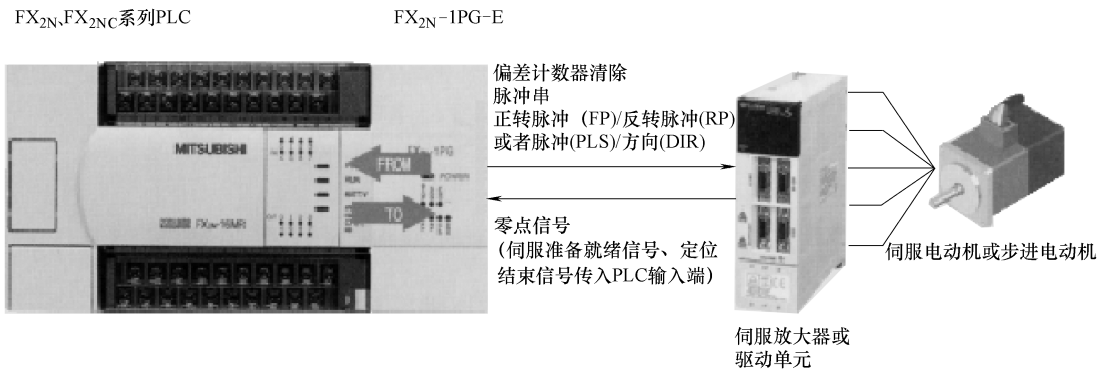 FX2N、FX2NC系列PLC
FX2N-1PG-E
偏差计数器清除
脉冲串
正转脉冲（FP)/反转脉冲(RP)
或者脉冲(PLS)/方向(DIR)
MITSUBISHI
FROM
1PG
POWER
RUN
TO
FX2N-16MR
零点信号
(伺服准备就绪信号、定位
结束信号传入PLC输入端)
伺服电动机或步进电动机
伺服放大器或
驱动单元